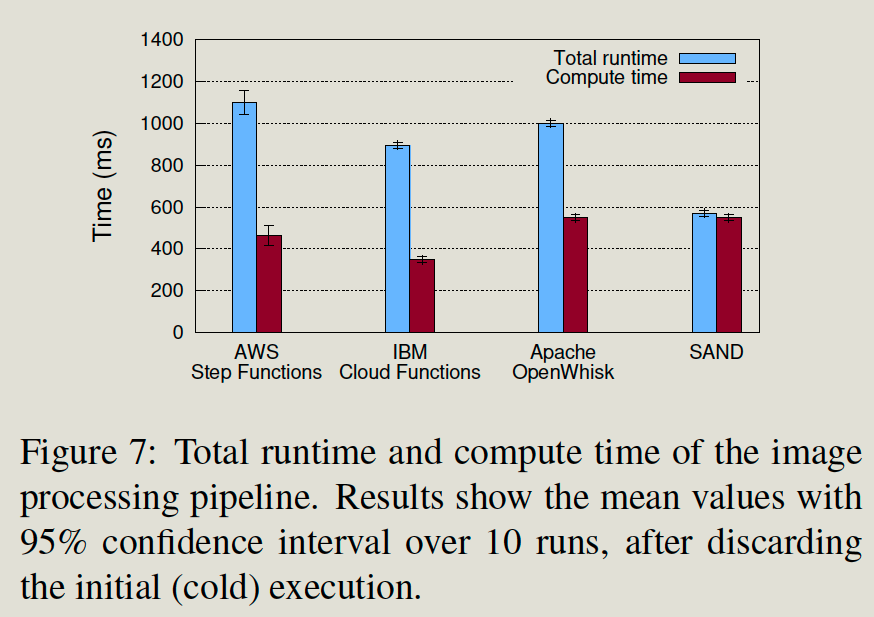 1400
1200
1000
800
600
400
200
0
Time (ms)
Total runtime
Compute time
AWS
Step Functions
IBM
Cloud Functions
Apache
OpenWhisk
SAND
Figure 7: Total runtime and compute time of the image
processing pipeline. Results show the mean values with
95% confidence interval over 10 runs, after discarding
the initial (cold) execution.